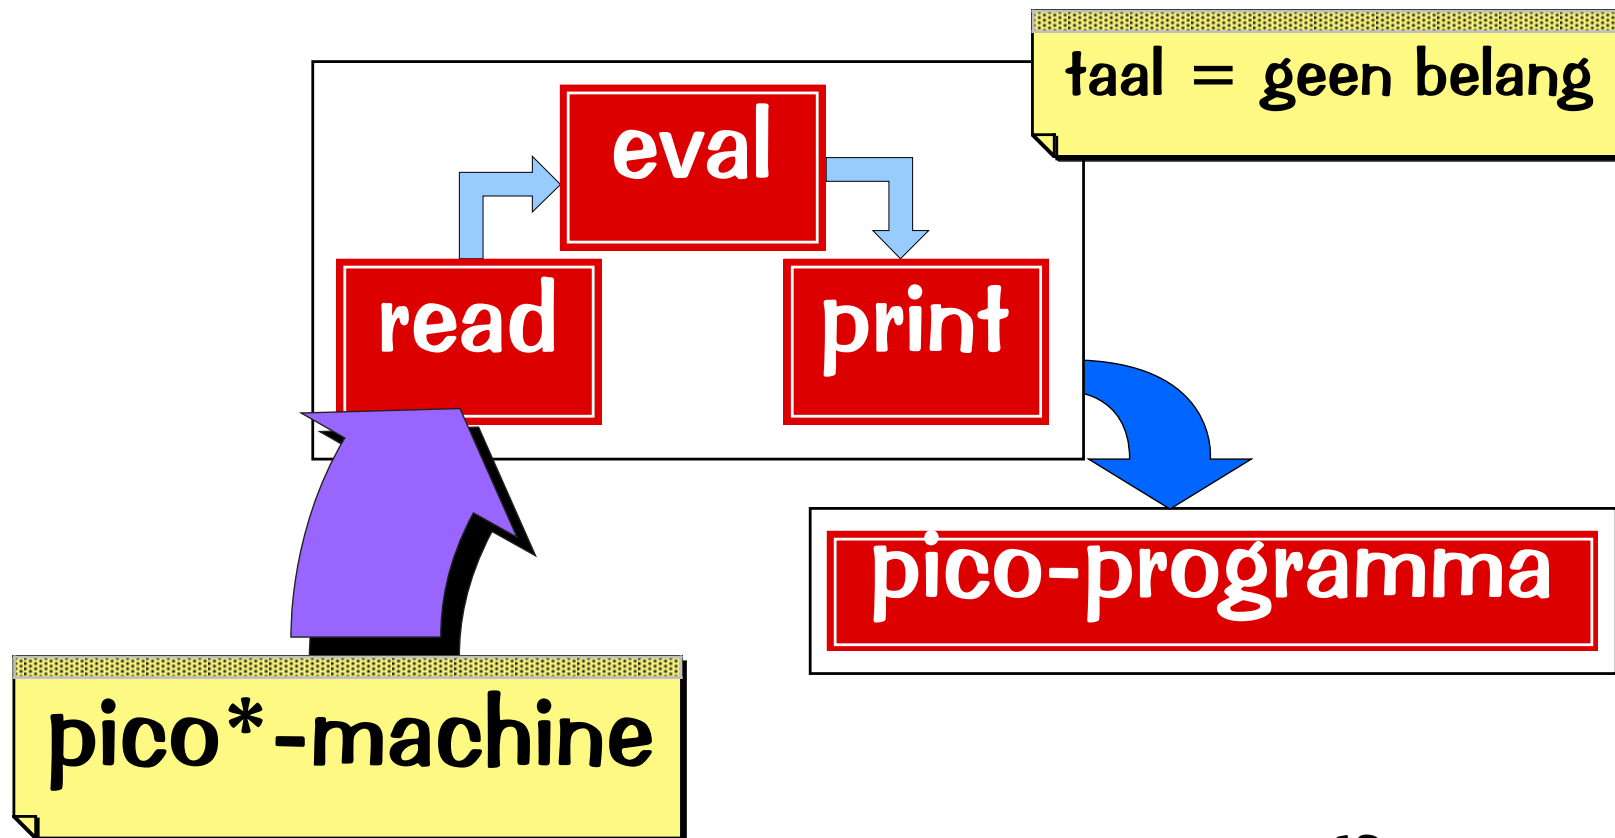 taal = geen belang
eval
read
print
pico-programma
pico*-machine